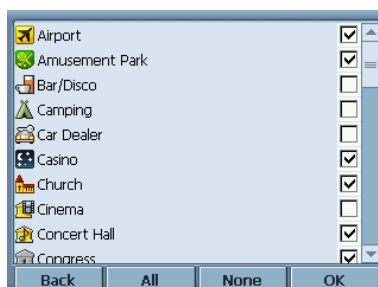 Airport
Amusement Park
Bar/Disco
Camping
Car Dealer
Casino
Church
Cinema
Concert Hall
Congress
Back All None OK